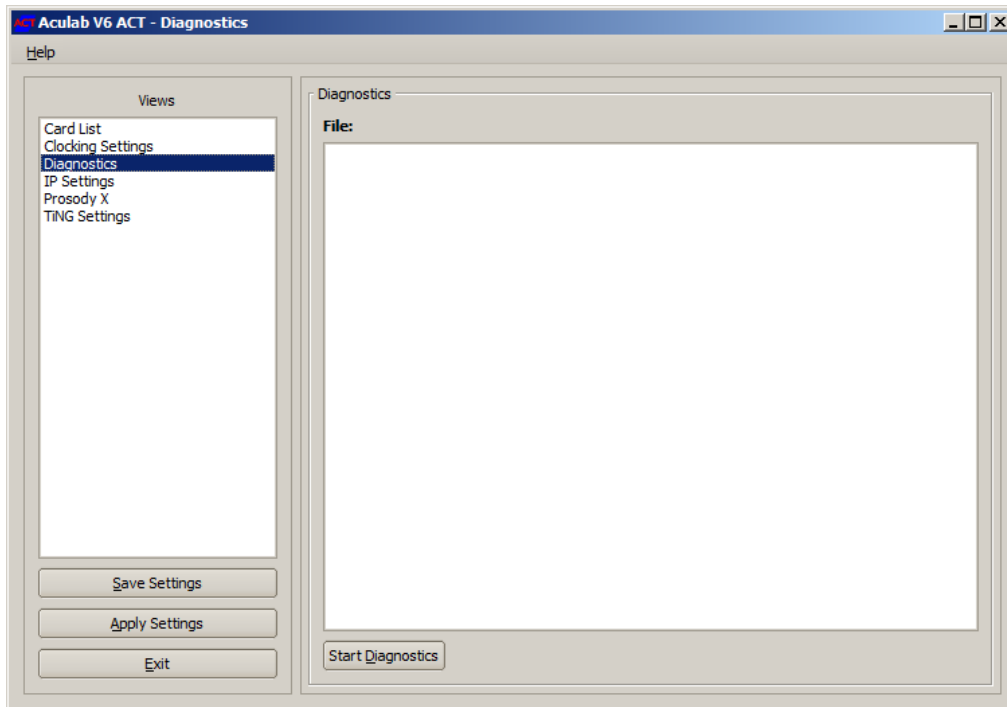 ACT Aculab V6 ACT - Diagnostics
Help
Views
Card List
Clocking Settings
Diagnostics
IP Settings
Prosody X
TiNG Settings
Save Settings
Apply Settings
Exit
Diagnostics
File:
Start Diagnostics